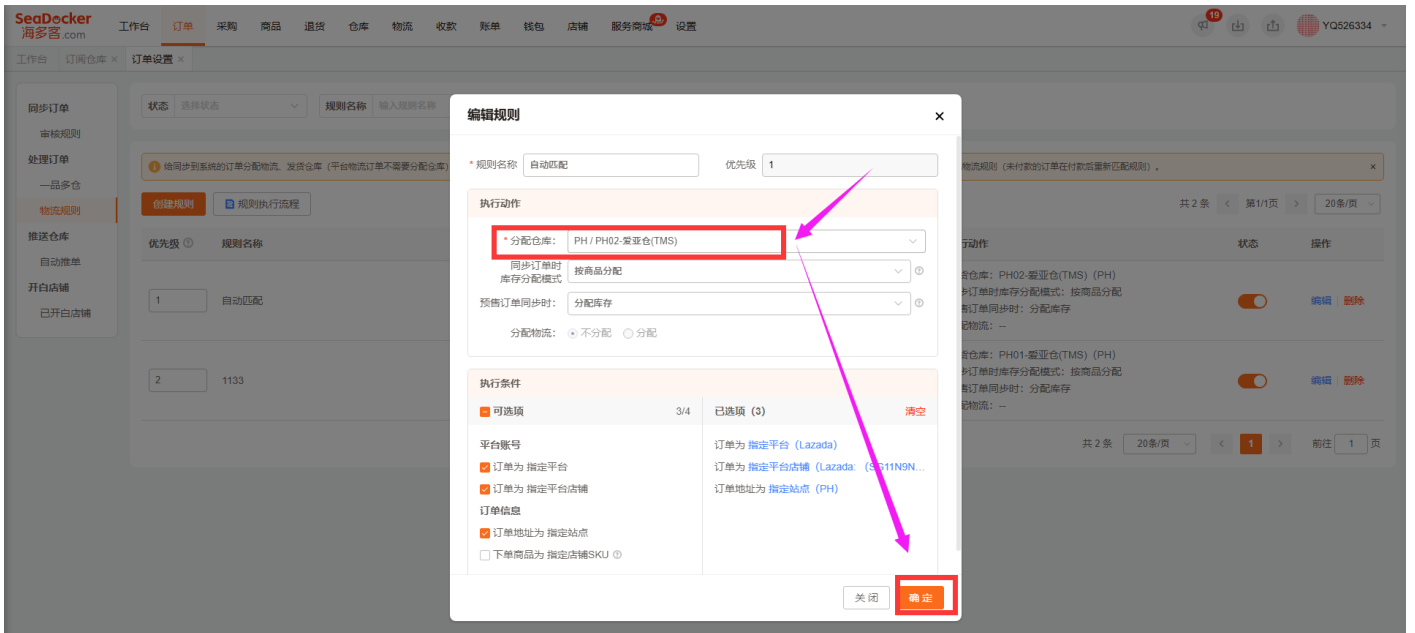 SeaDocker
海多客.com
工作台 订单 采购 商品 退货 仓库 物流 收款 账单 钱包 店铺 服务商城 设置
19
YQ526334
工作台 订阅仓库 × 订单设置 ×
同步订单
审核规则
处理订单
一品多仓
物流规则
推送仓库
自动推单
开白店铺
已开白店铺
状态 选择状态 规则名称 输入规则名称
给同步到系统的订单分配物流、发货仓库（平台物流订单不需要分配仓库）
物流规则（未付款的订单在付款后重新匹配规则）。 ×
创建规则 规则执行流程
共 2 条 < 第1/1页 > 20条/页
优先级 规则名称
行动作 状态 操作
1 自动匹配
仓库：PH02-爱亚仓(TMS)（PH）
订单时库存分配模式：按商品分配
订单同步时：分配库存
物流：--
编辑 删除
2 1133
仓库：PH01-爱亚仓(TMS)（PH）
订单时库存分配模式：按商品分配
订单同步时：分配库存
物流：--
编辑 删除
共 2 条 20条/页 < 1 > 前往 1 页
编辑规则 ×
* 规则名称 自动匹配 优先级 1
执行动作
* 分配仓库： PH / PH02-爱亚仓(TMS)
同步订单时
库存分配模式 按商品分配
预售订单同步时： 分配库存
分配物流： 不分配 分配
执行条件
可选项 3/4 已选项（3） 清空
平台账号
订单为 指定平台
订单为 指定平台店铺
订单信息
订单地址为 指定站点
下单商品为 指定店铺SKU
订单为 指定平台（Lazada）
订单为 指定平台店铺（Lazada:（SG11N9N...
订单地址为 指定站点（PH）
关闭 确定